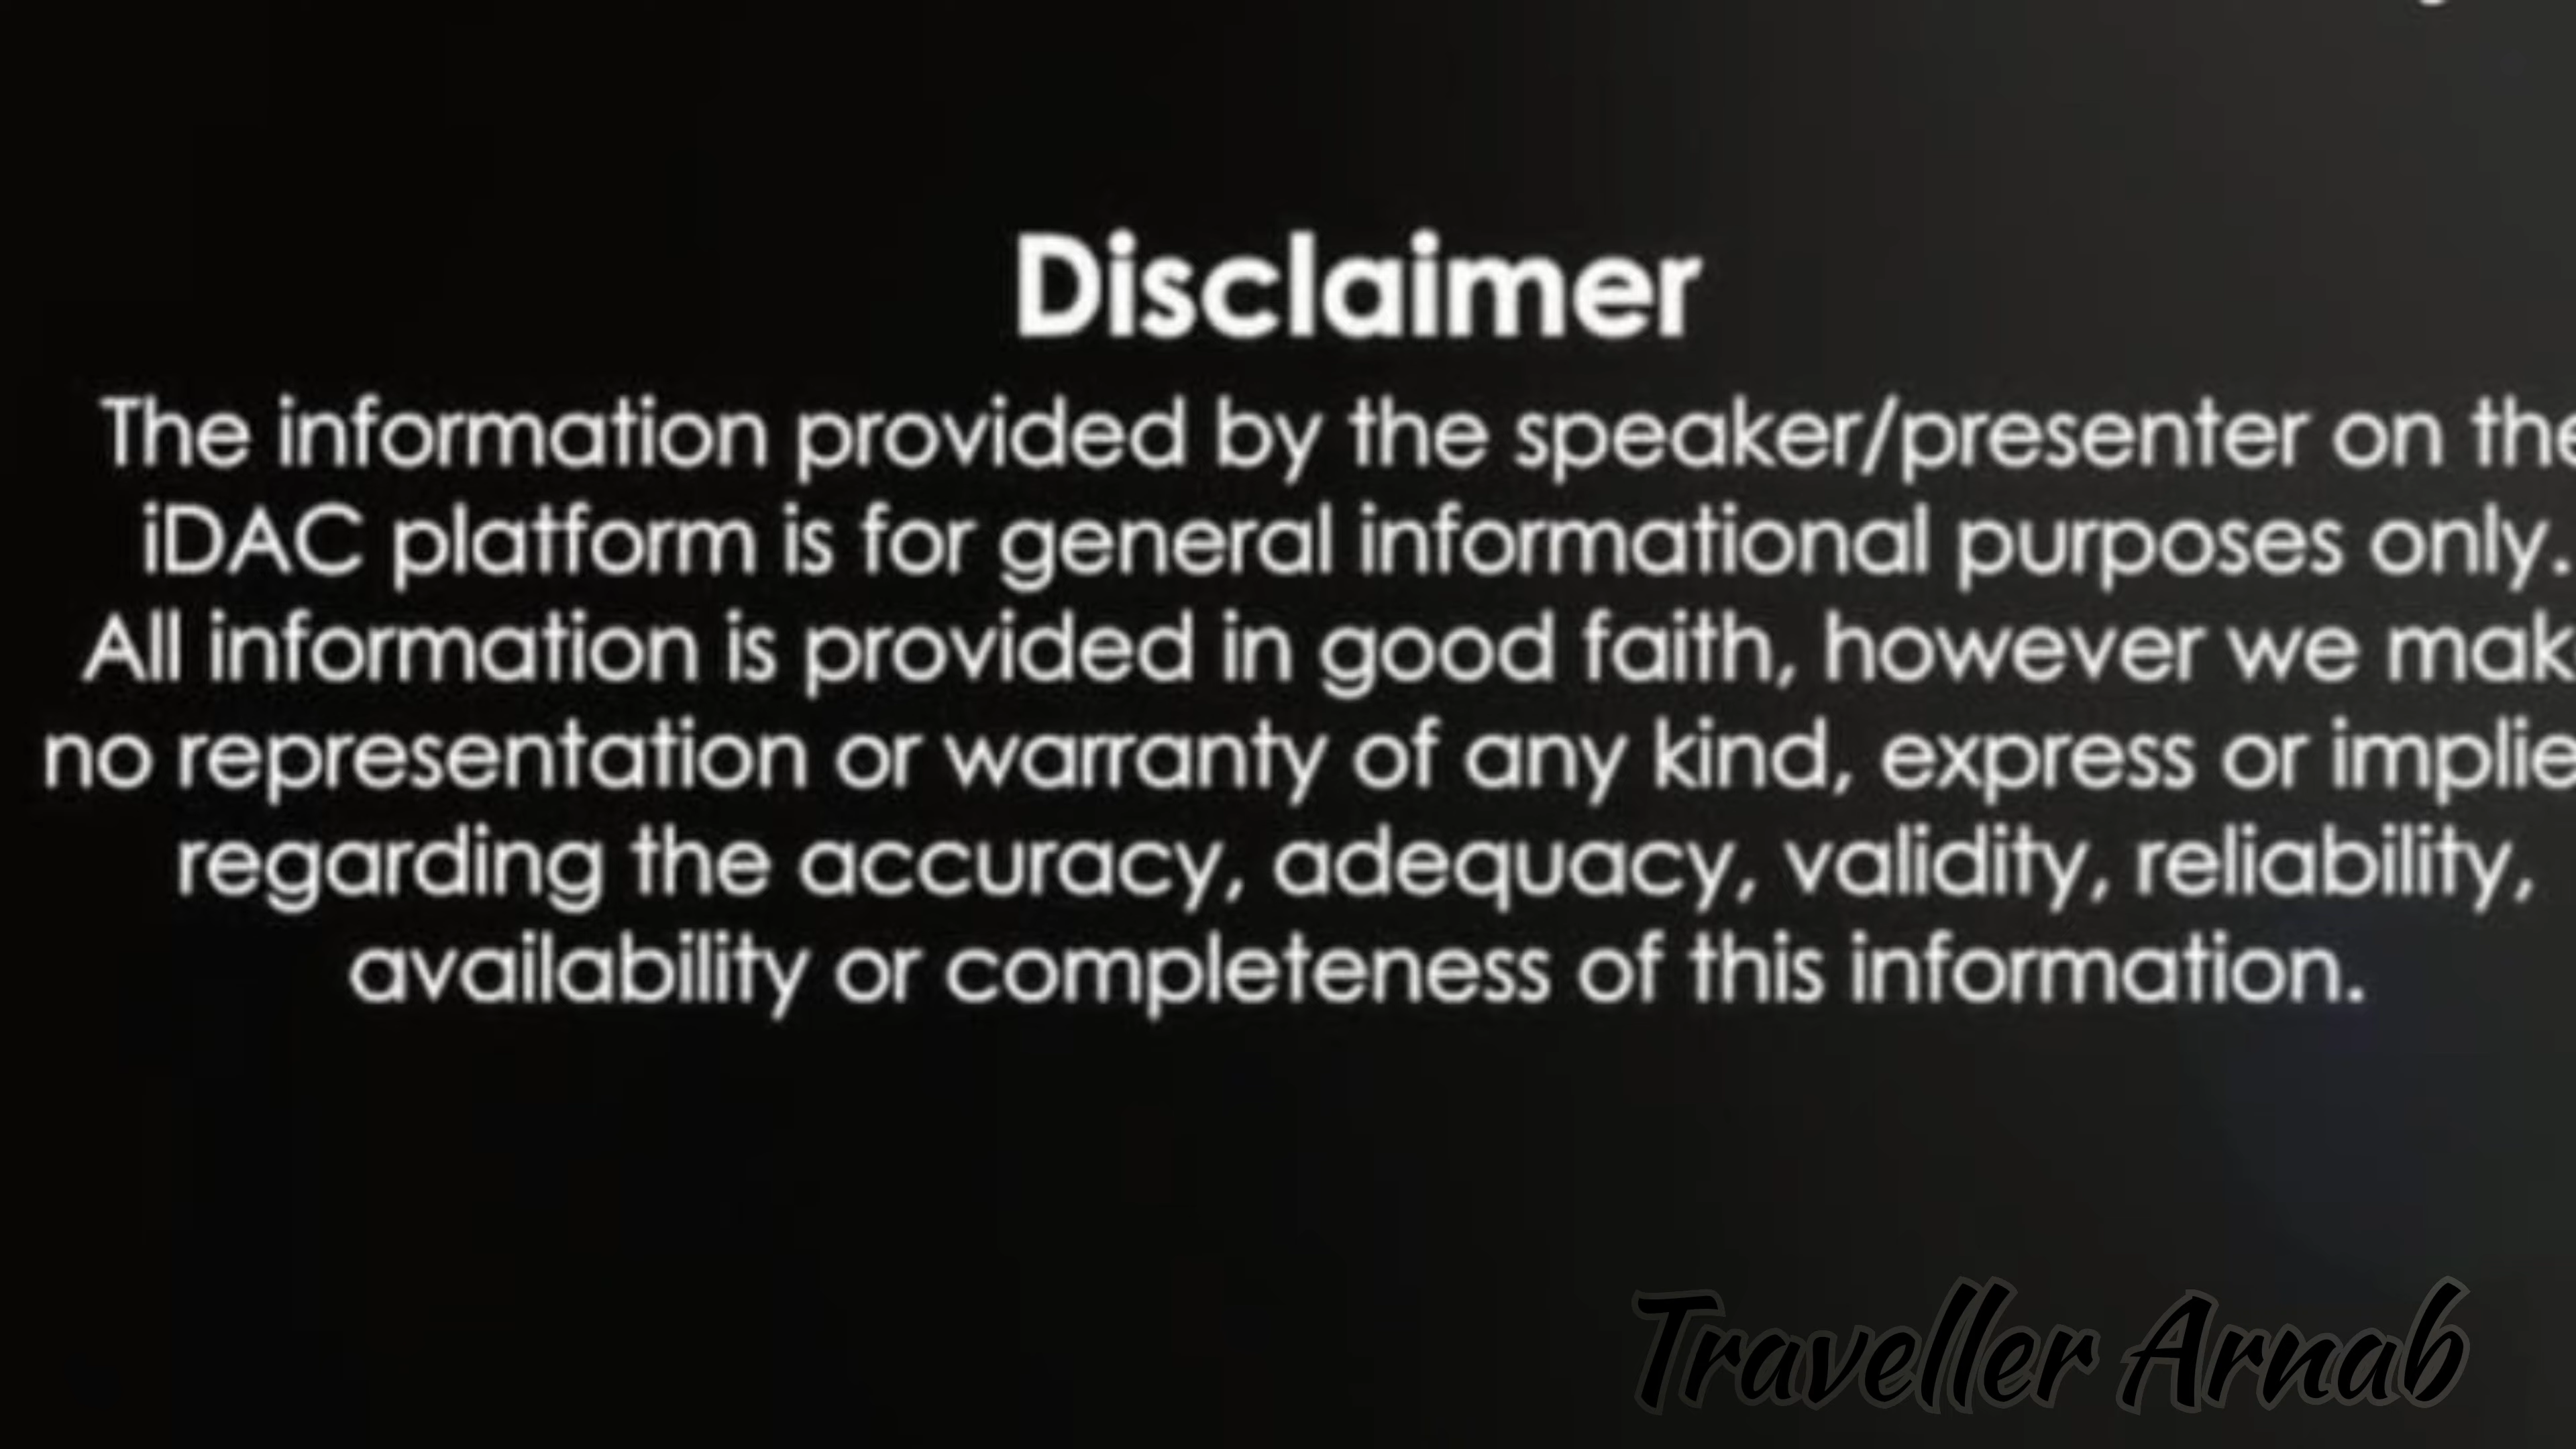 Disclaimer
The information provided by the speaker/presenter on the
iDAC platform is for general informational purposes only.
All information is provided in good faith, however we mak
no representation or warranty of any kind, express or implie
regarding the accuracy, adequacy, validity, reliability,
availability or completeness of this information.
Traveller Arnab